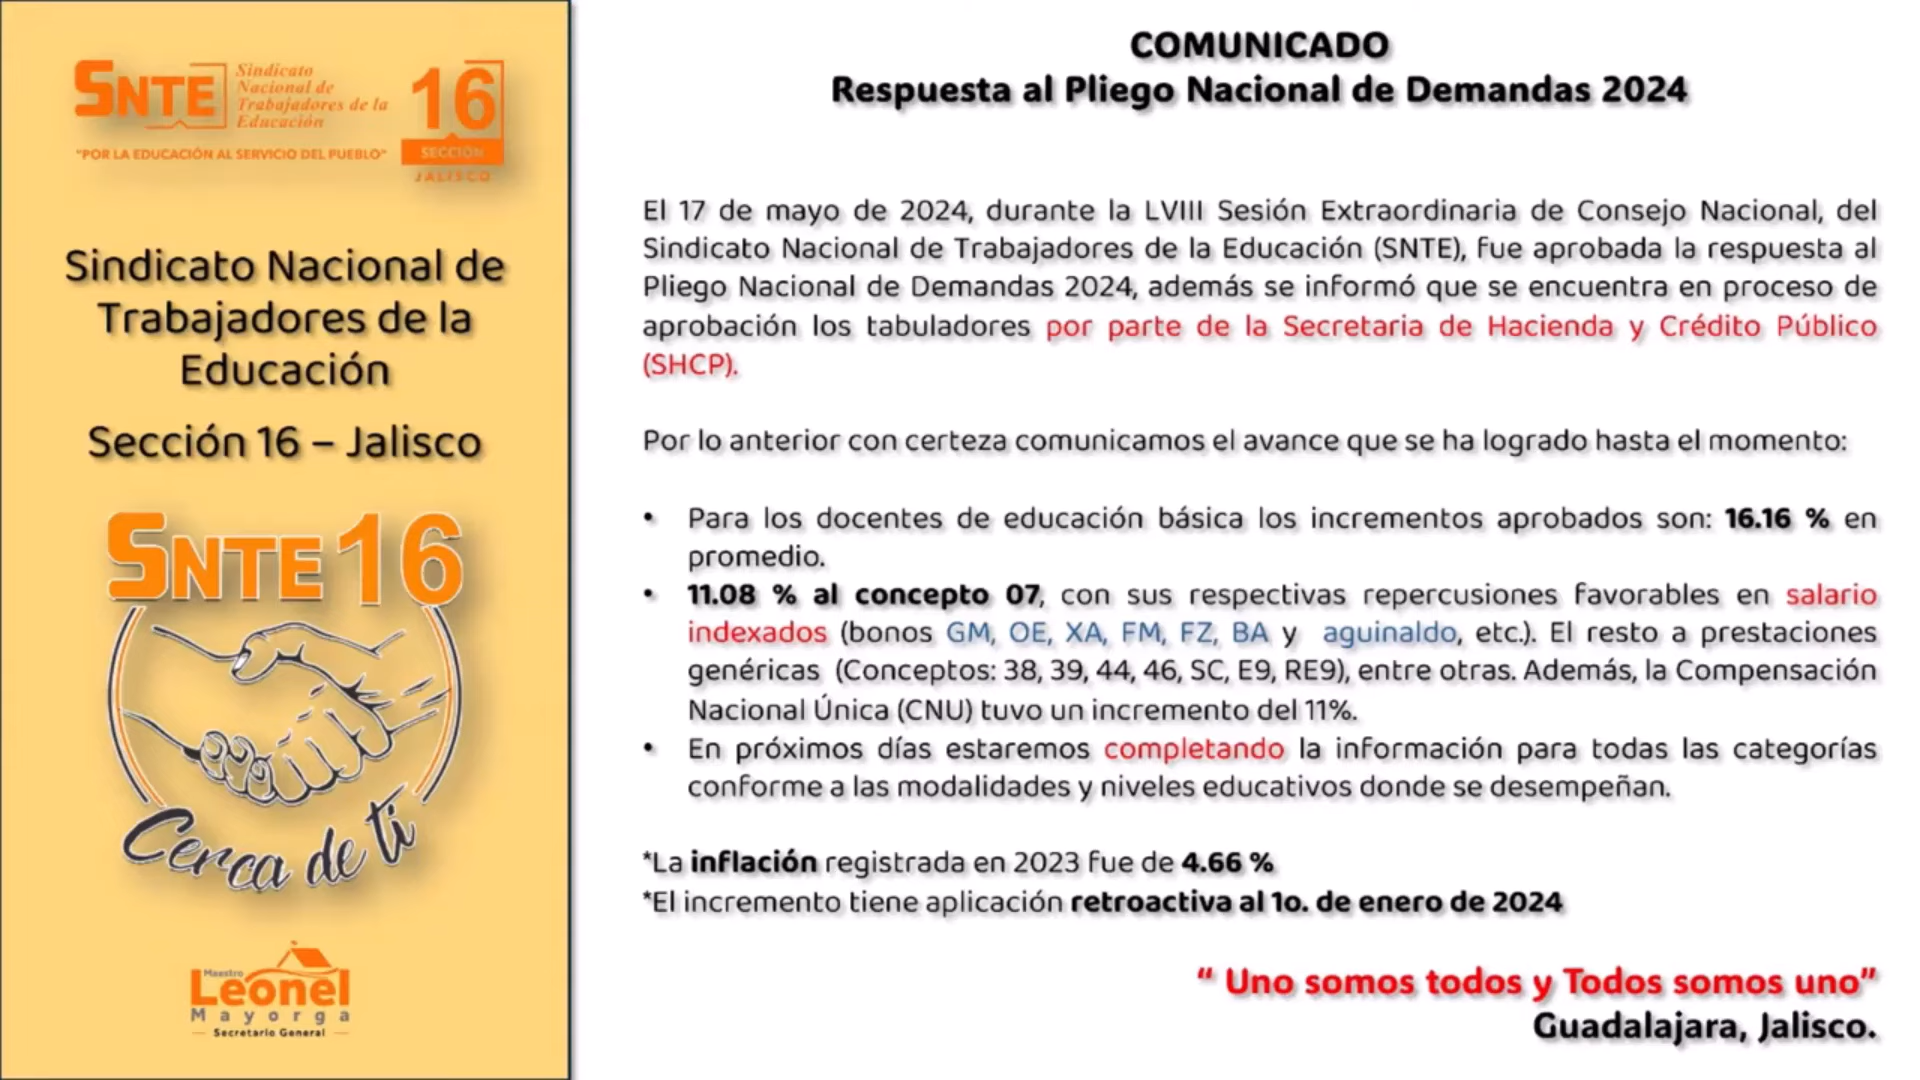 SNTE
Sindicato
Nacional de
Trabajadores de la
Educación
"POR LA EDUCACIÓN AL SERVICIO DEL PUEBLO"
16
SECCIÓN
JALISCO
Sindicato Nacional de
Trabajadores de la
Educación
Sección 16 – Jalisco
SNTE 16
Cerca de ti
Maestro
Leonel
Mayorga
Secretario General
COMUNICADO
Respuesta al Pliego Nacional de Demandas 2024
El 17 de mayo de 2024, durante la LVIII Sesión Extraordinaria de Consejo Nacional, del
Sindicato Nacional de Trabajadores de la Educación (SNTE), fue aprobada la respuesta al
Pliego Nacional de Demandas 2024, además se informó que se encuentra en proceso de
aprobación los tabuladores por parte de la Secretaria de Hacienda y Crédito Público
(SHCP).
Por lo anterior con certeza comunicamos el avance que se ha logrado hasta el momento:
• Para los docentes de educación básica los incrementos aprobados son: 16.16 % en
promedio.
• 11.08 % al concepto 07, con sus respectivas repercusiones favorables en salario
indexados (bonos GM, OE, XA, FM, FZ, BA y aguinaldo, etc.). El resto a prestaciones
genéricas (Conceptos: 38, 39, 44, 46, SC, E9, RE9), entre otras. Además, la Compensación
Nacional Única (CNU) tuvo un incremento del 11%.
• En próximos días estaremos completando la información para todas las categorías
conforme a las modalidades y niveles educativos donde se desempeñan.
*La inflación registrada en 2023 fue de 4.66 %
*El incremento tiene aplicación retroactiva al 1o. de enero de 2024
“ Uno somos todos y Todos somos uno”
Guadalajara, Jalisco.